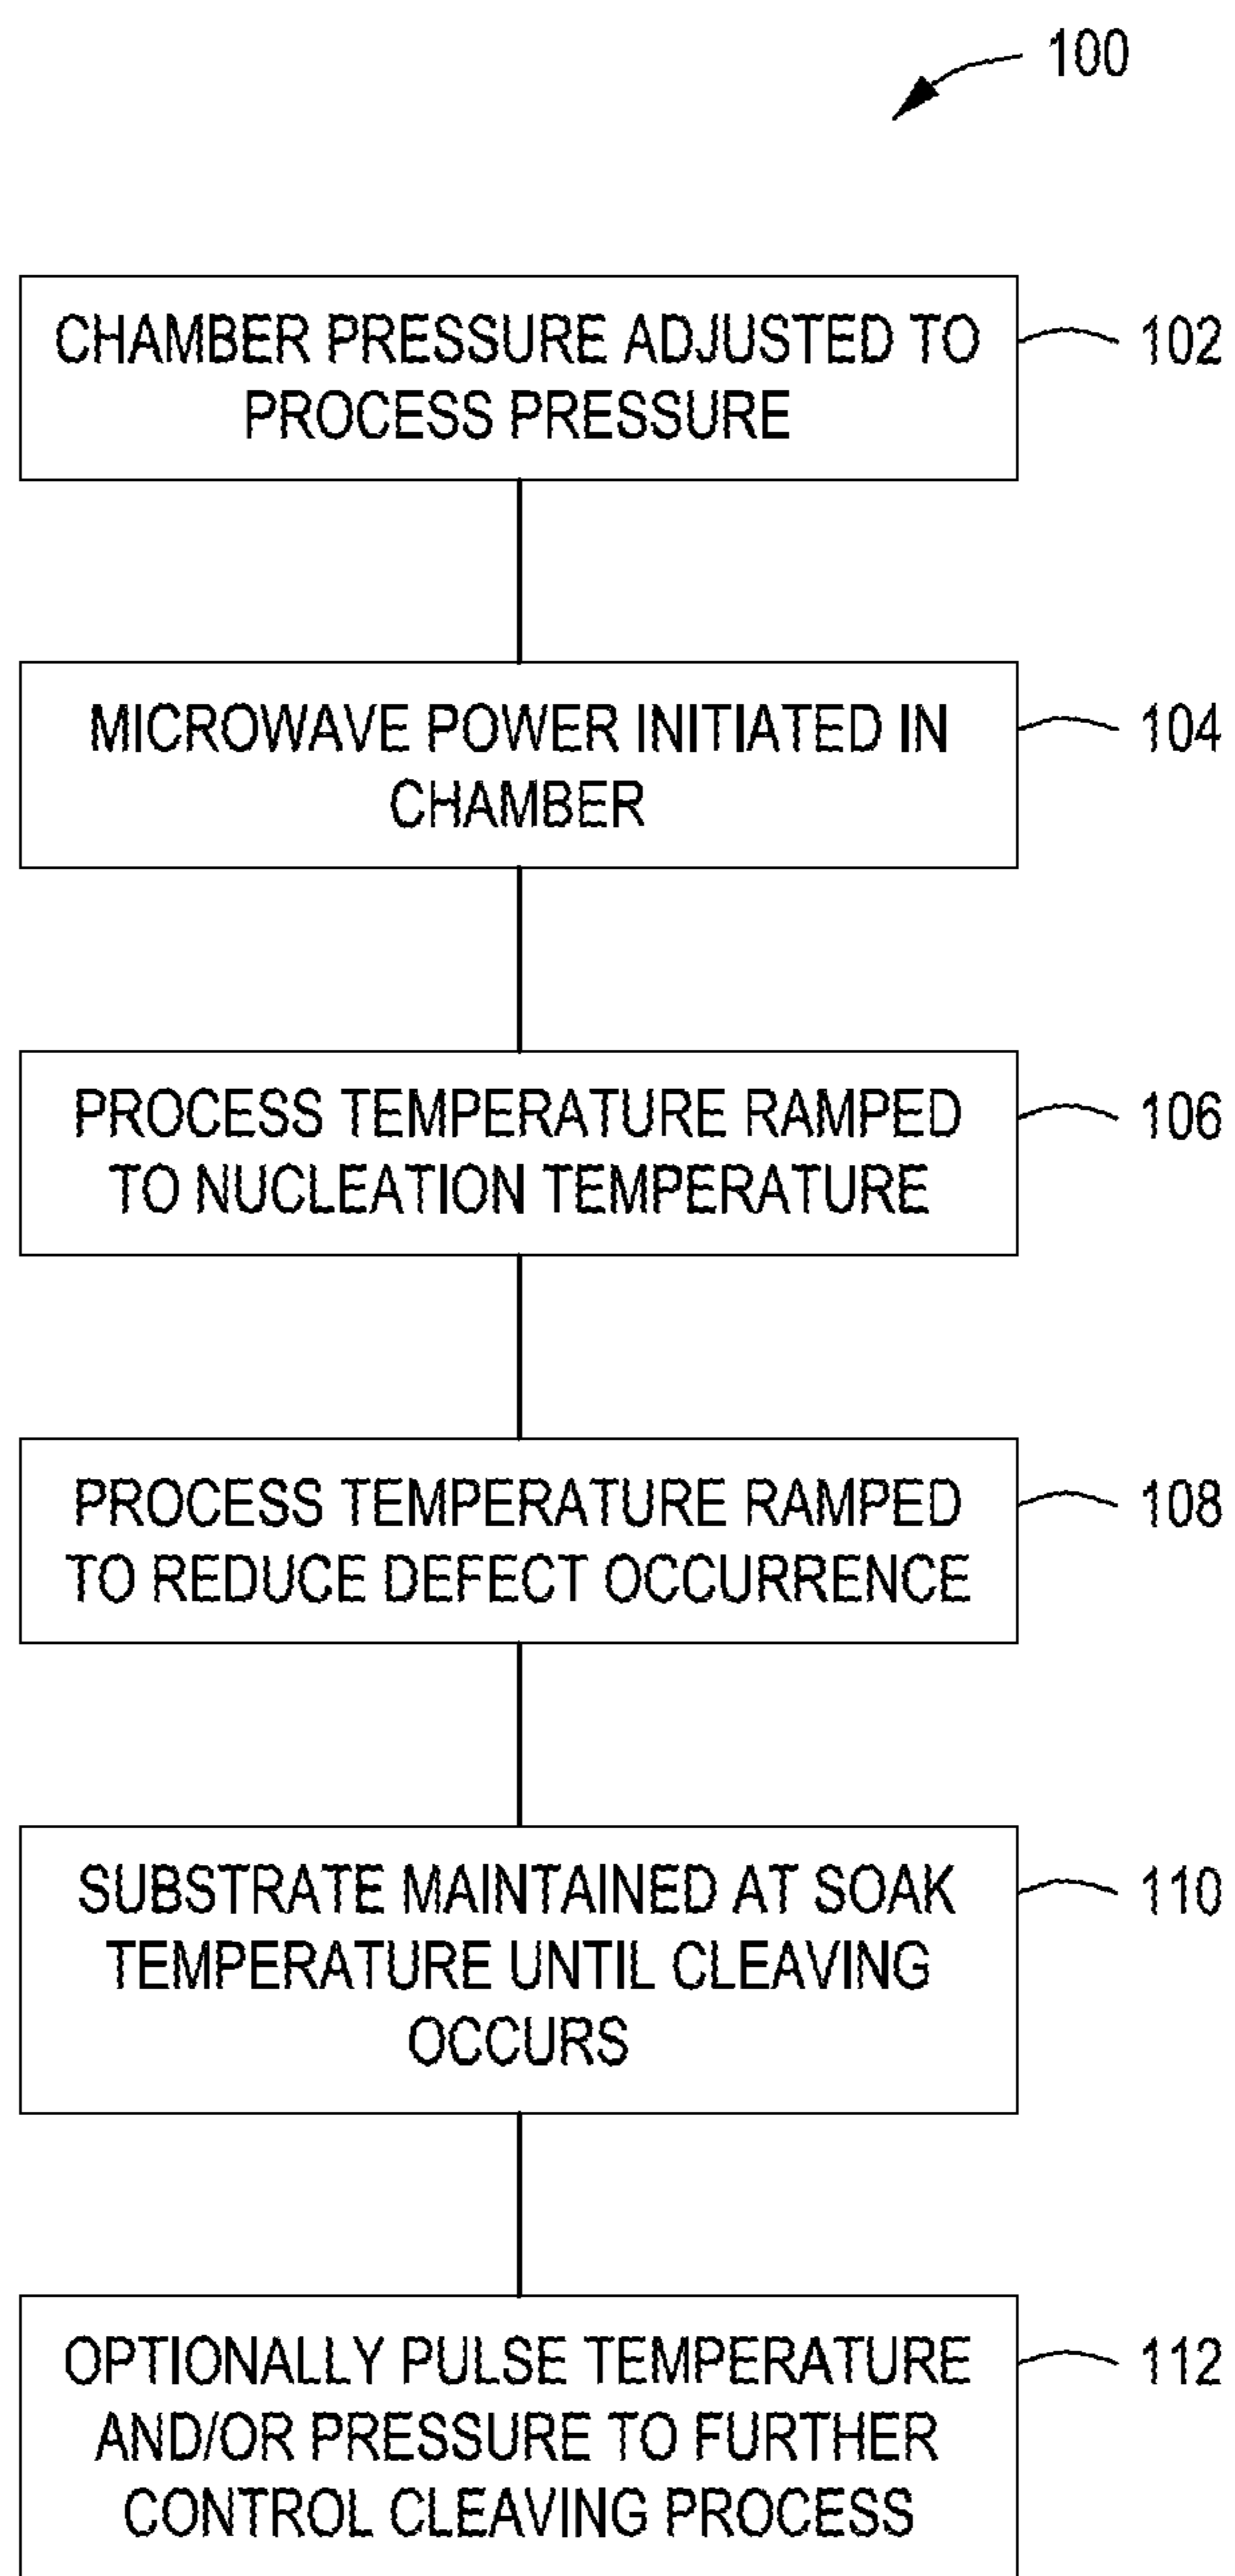 100
CHAMBER PRESSURE ADJUSTED TO
PROCESS PRESSURE
102
MICROWAVE POWER INITIATED IN
CHAMBER
104
PROCESS TEMPERATURE RAMPED
TO NUCLEATION TEMPERATURE
106
PROCESS TEMPERATURE RAMPED
TO REDUCE DEFECT OCCURRENCE
108
SUBSTRATE MAINTAINED AT SOAK
TEMPERATURE UNTIL CLEAVING
OCCURS
110
OPTIONALLY PULSE TEMPERATURE
AND/OR PRESSURE TO FURTHER
CONTROL CLEAVING PROCESS
112